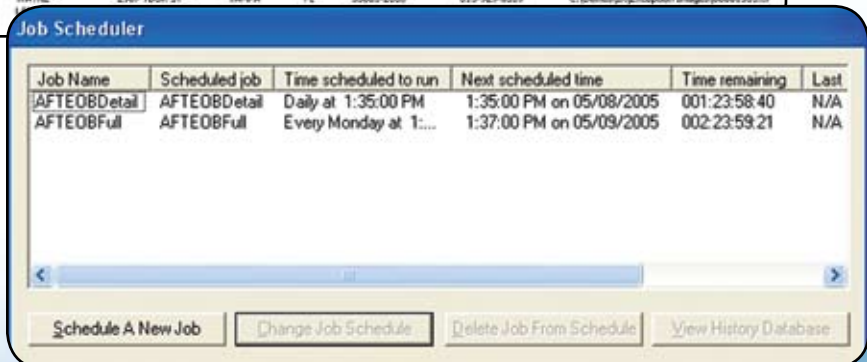 Job Scheduler
Job Name Scheduled job Time scheduled to run Next scheduled time Time remaining Last
AFTEOBDetail AFTEOBDetail Daily at 1:35:00 PM 1:35:00 PM on 05/08/2005 001:23:58:40 N/A
AFTEOBFull AFTEOBFull Every Monday at 1:... 1:37:00 PM on 05/09/2005 002:23:59:21 N/A
Schedule A New Job Change Job Schedule Delete Job From Schedule View History Database